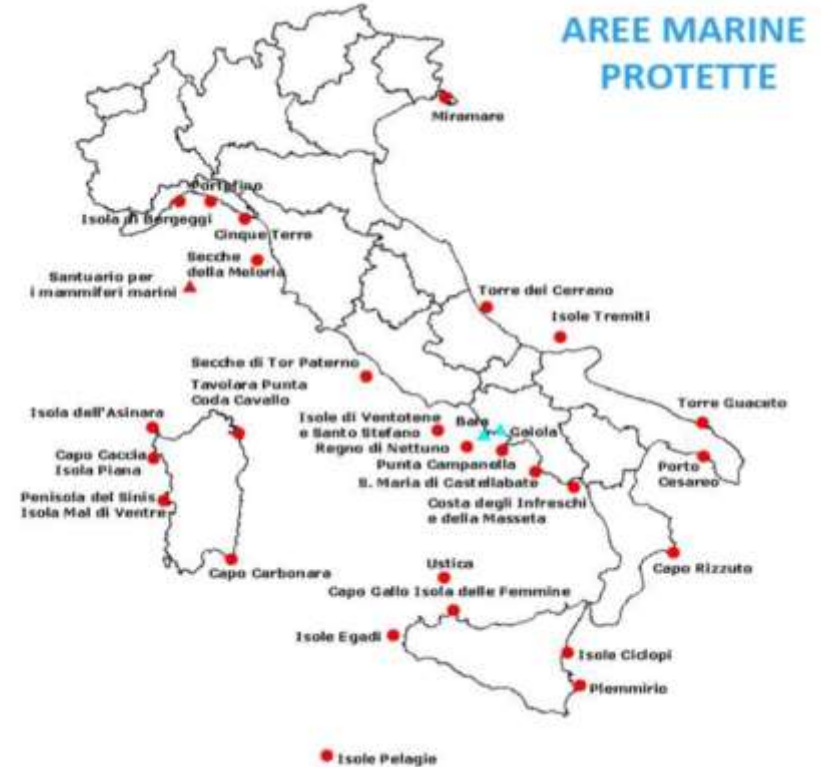 AREE MARINE
PROTETTE
Miramare
Portofino
Isola di Bergeggi
Cinque Terre
Secche
della Meloria
Santuario per
i mammiferi marini
Torre del Cerrano
Isole Tremiti
Secche di Tor Paterno
Tavolara Punta
Coda Cavallo
Isola dell'Asinara
Isole di Ventotene
e Santo Stefano
Baia
Gaiola
Torre Guaceto
Regno di Nettuno
Capo Caccia
Isola Piana
Punta Campanella
Porto
Cesareo
S. Maria di Castellabate
Penisola del Sinis
Isola Mal di Ventre
Costa degli Infreschi
e della Masseta
Capo Carbonara
Ustica
Capo Rizzuto
Capo Gallo Isola delle Femmine
Isole Egadi
Isole Ciclopi
Plemmirio
Isole Pelagie